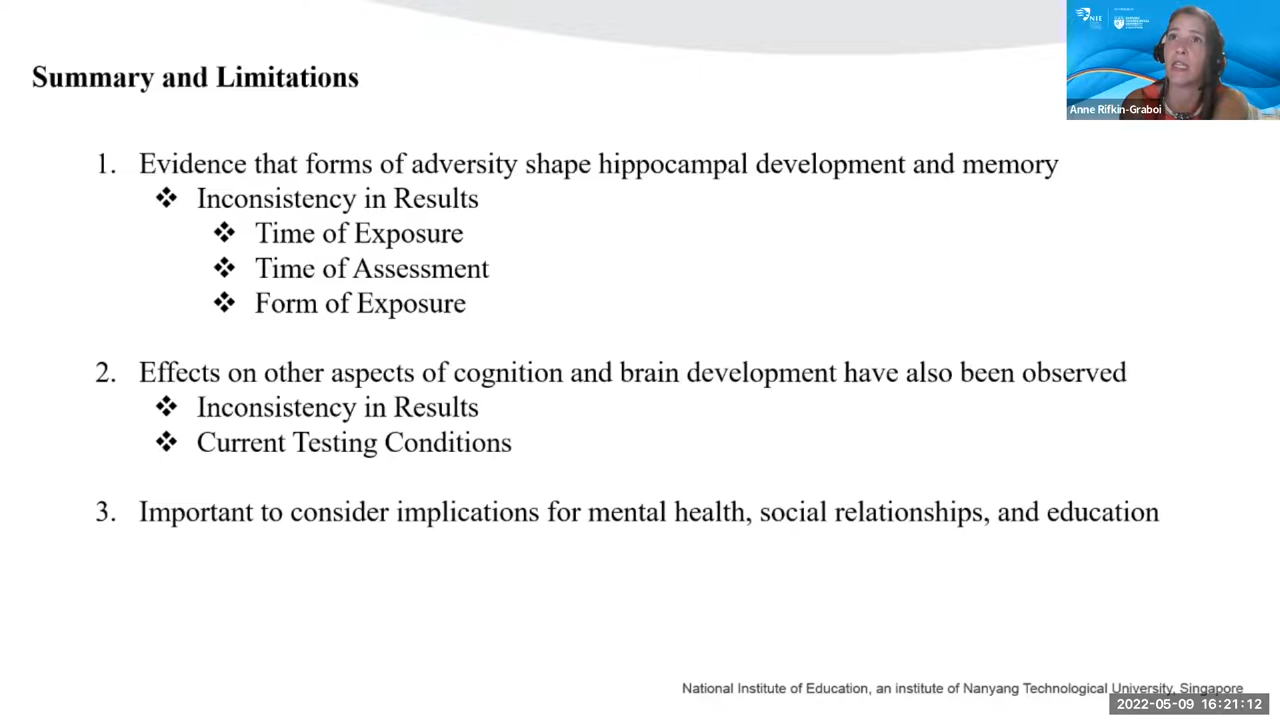 NIE
Anne Rifkin-Graboi
Summary and Limitations
1. Evidence that forms of adversity shape hippocampal development and memory
❖ Inconsistency in Results
❖ Time of Exposure
❖ Time of Assessment
❖ Form of Exposure
2. Effects on other aspects of cognition and brain development have also been observed
❖ Inconsistency in Results
❖ Current Testing Conditions
3. Important to consider implications for mental health, social relationships, and education
National Institute of Education, an institute of Nanyang Technological University, Singapore
2022-05-09 16:21:12